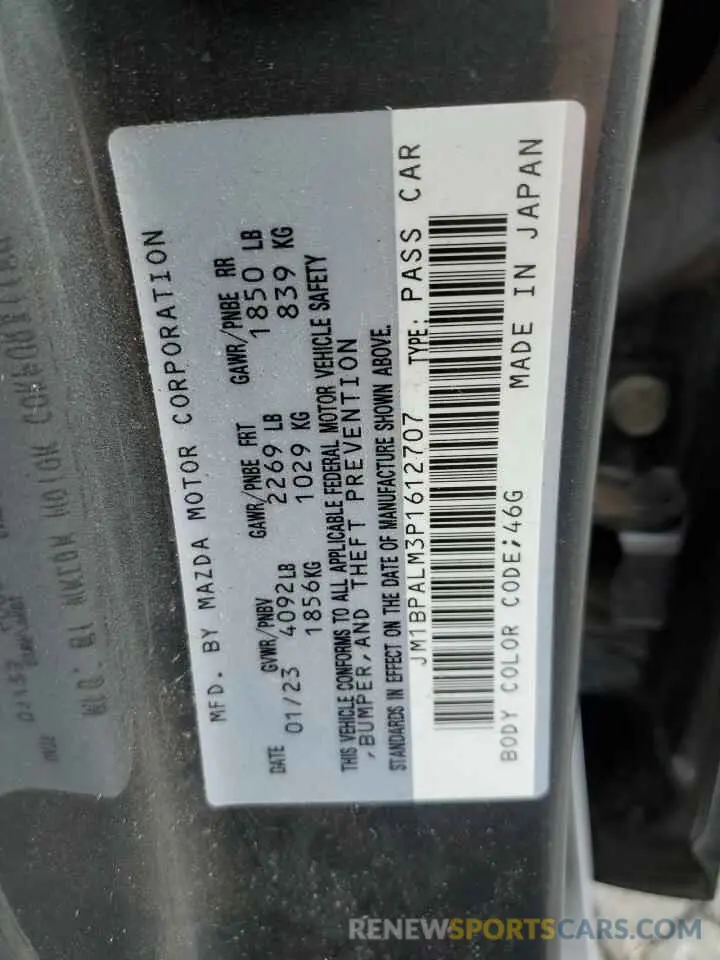 MFD. BY MAZDA MOTOR CORPORATION
DATE GVWR/PNBV GAWR/PNBE FRT GAWR/PNBE RR
01/23 4092LB 2269 LB 1850 LB
1856KG 1029 KG 839 KG
THIS VEHICLE CONFORMS TO ALL APPLICABLE FEDERAL MOTOR VEHICLE SAFETY
,BUMPER, AND THEFT PREVENTION
STANDARDS IN EFFECT ON THE DATE OF MANUFACTURE SHOWN ABOVE.
JM1BPALM3P1612707 TYPE: PASS CAR
BODY COLOR CODE;46G MADE IN JAPAN
RENEWSPORTSCARS.COM